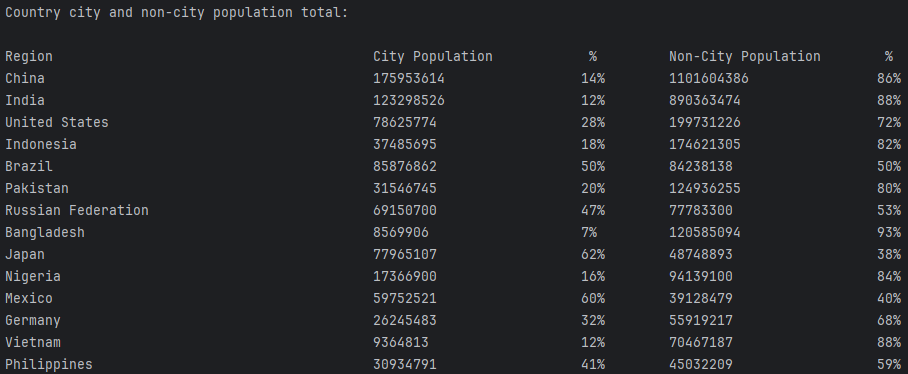 Country city and non-city population total:
Region City Population % Non-City Population %
China 175953614 14% 1101604386 86%
India 123298526 12% 890363474 88%
United States 78625774 28% 199731226 72%
Indonesia 37485695 18% 174621305 82%
Brazil 85876862 50% 84238138 50%
Pakistan 31546745 20% 124936255 80%
Russian Federation 69150700 47% 77783300 53%
Bangladesh 8569906 7% 120585094 93%
Japan 77965107 62% 48748893 38%
Nigeria 17366900 16% 94139100 84%
Mexico 59752521 60% 39128479 40%
Germany 26245483 32% 55919217 68%
Vietnam 9364813 12% 70467187 88%
Philippines 30934791 41% 45032209 59%